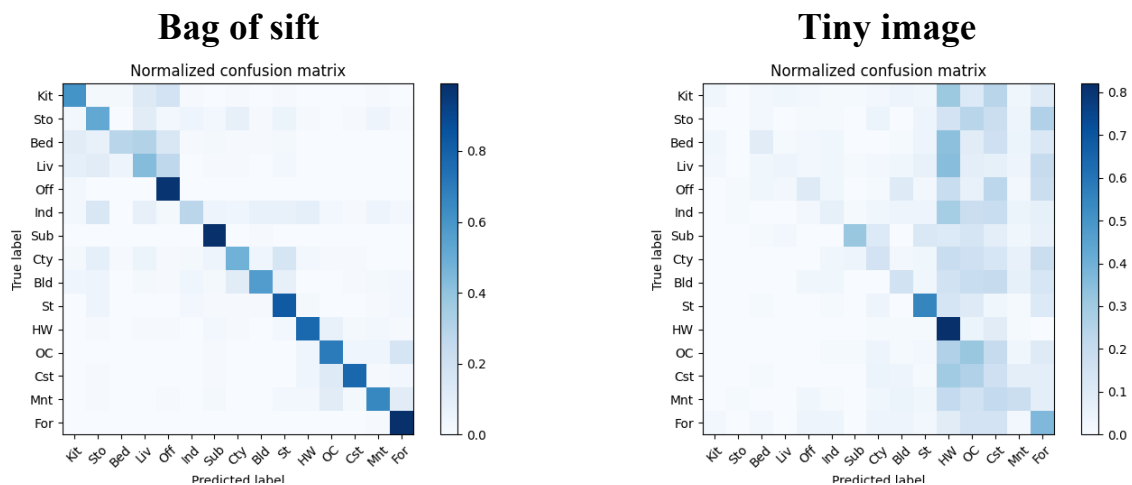 Bag of sift
Normalized confusion matrix
True label
Kit
Sto
Bed
Liv
Off
Ind
Sub
Cty
Bld
St
HW
OC
Cst
Mnt
For
Kit Sto Bed Liv Off Ind Sub Cty Bld St HW OC Cst Mnt For
Predicted label
0.8
0.6
0.4
0.2
0.0
Tiny image
Normalized confusion matrix
True label
Kit
Sto
Bed
Liv
Off
Ind
Sub
Cty
Bld
St
HW
OC
Cst
Mnt
For
Kit Sto Bed Liv Off Ind Sub Cty Bld St HW OC Cst Mnt For
Predicted label
0.8
0.7
0.6
0.5
0.4
0.3
0.2
0.1
0.0